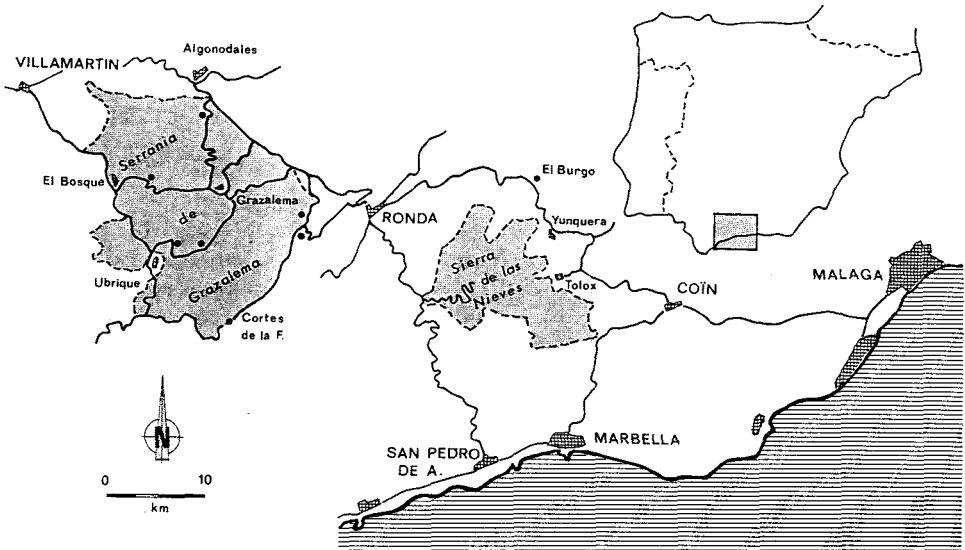 Algonodales
VILLAMARTIN
Serrania
de
Grazalema
El Bosque
Grazalema
Ubrique
Cortes
de la F.
RONDA
El Burgo
Yunquera
Sierra
de las
Nieves
Tolox
COÏN
MALAGA
MARBELLA
SAN PEDRO
DE A.
N
0 10
km